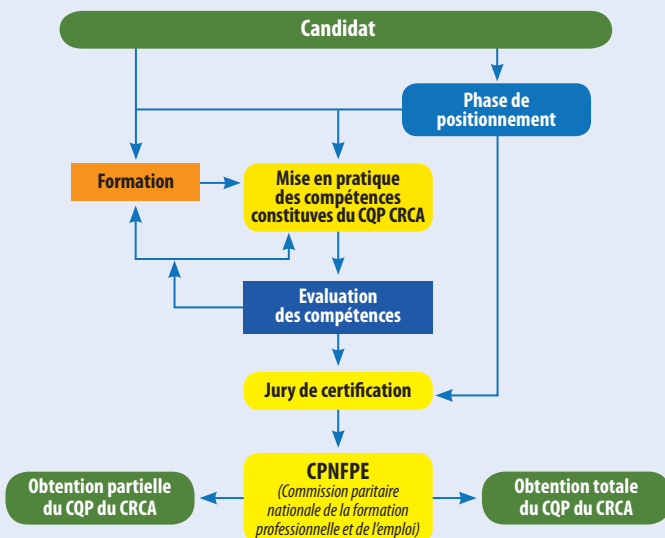 Candidat
Phase de
positionnement
Formation
Mise en pratique
des compétences
constituves du CQP CRCA
Evaluation
des compétences
Jury de certification
CPNFPE
(Commission paritaire
nationale de la formation
professionnelle et de l'emploi)
Obtention partielle
du CQP du CRCA
Obtention totale
du CQP du CRCA